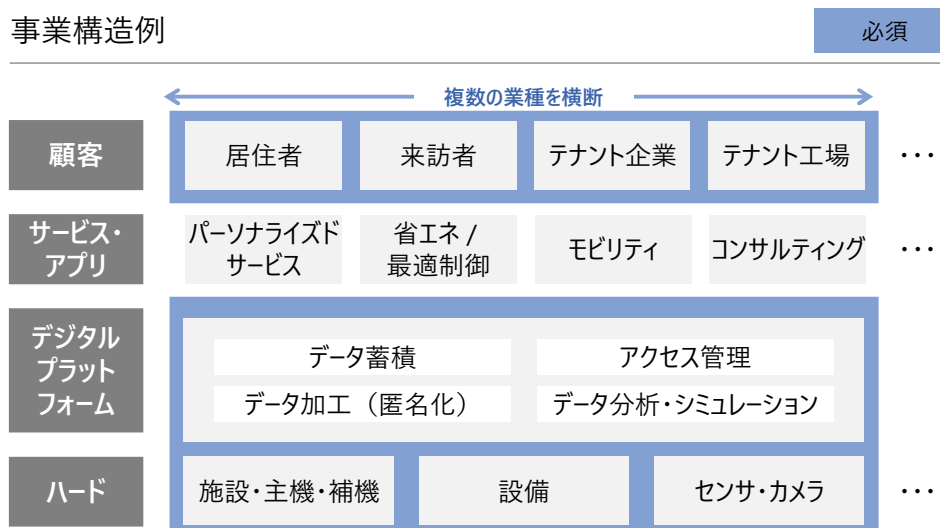 事業構造例
必須
複数の業種を横断
顧客
居住者
来訪者
テナント企業
テナント工場
・・・
サービス・
アプリ
パーソナライズド
サービス
省エネ /
最適制御
モビリティ
コンサルティング
・・・
デジタル
プラット
フォーム
データ蓄積
アクセス管理
データ加工（匿名化）
データ分析・シミュレーション
ハード
施設・主機・補機
設備
センサ・カメラ
・・・